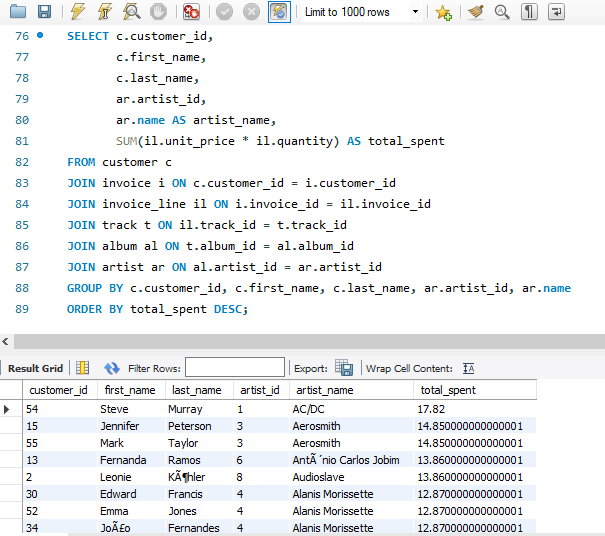 Limit to 1000 rows
76 SELECT c.customer_id,
77 c.first_name,
78 c.last_name,
79 ar.artist_id,
80 ar.name AS artist_name,
81 SUM(il.unit_price * il.quantity) AS total_spent
82 FROM customer c
83 JOIN invoice i ON c.customer_id = i.customer_id
84 JOIN invoice_line il ON i.invoice_id = il.invoice_id
85 JOIN track t ON il.track_id = t.track_id
86 JOIN album al ON t.album_id = al.album_id
87 JOIN artist ar ON al.artist_id = ar.artist_id
88 GROUP BY c.customer_id, c.first_name, c.last_name, ar.artist_id, ar.name
89 ORDER BY total_spent DESC;
Result Grid Filter Rows: Export: Wrap Cell Content:
customer_id first_name last_name artist_id artist_name total_spent
54 Steve Murray 1 AC/DC 17.82
15 Jennifer Peterson 3 Aerosmith 14.850000000000001
55 Mark Taylor 3 Aerosmith 14.850000000000001
13 Fernanda Ramos 6 AntÃ´nio Carlos Jobim 13.860000000000001
2 Leonie KÃ¶hler 8 Audioslave 13.860000000000001
30 Edward Francis 4 Alanis Morissette 12.870000000000001
52 Emma Jones 4 Alanis Morissette 12.870000000000001
34 JoÃ£o Fernandes 4 Alanis Morissette 12.870000000000001